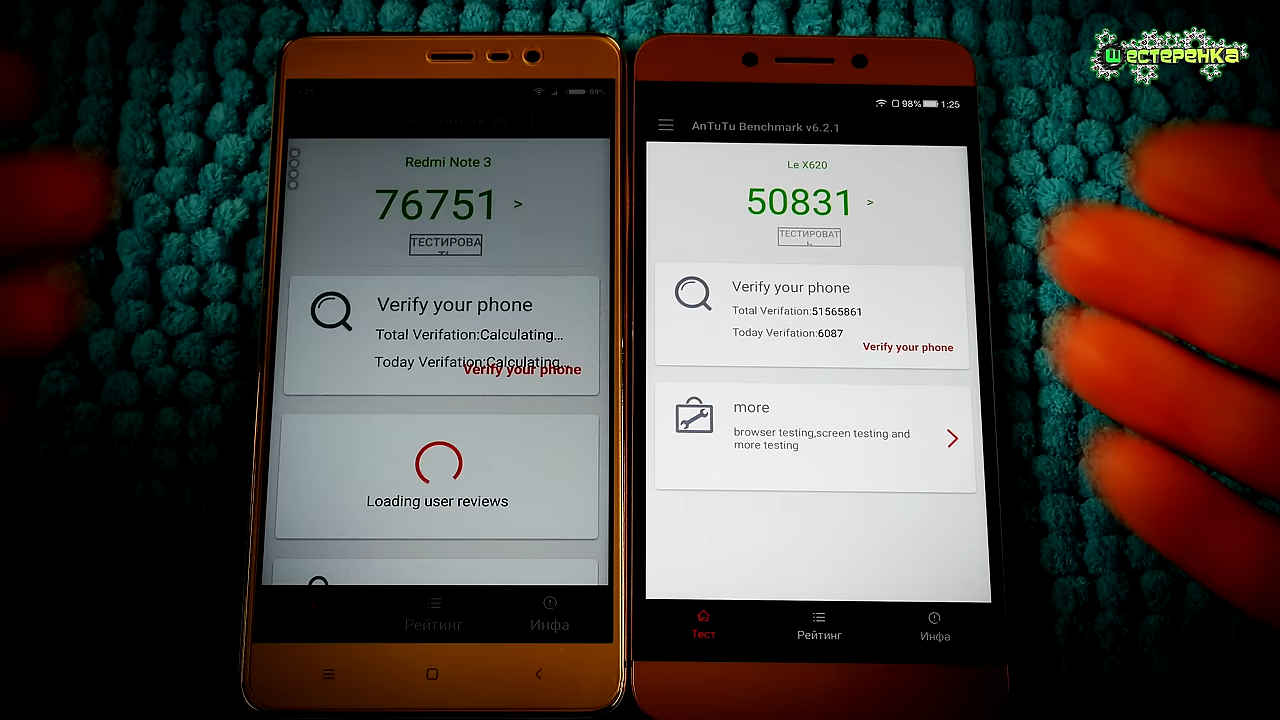 шестерёнка
89%
Redmi Note 3
76751 >
ТЕСТИРОВА
Verify your phone
Total Verifation:Calculating...
Today Verifation:Calculating...
Verify your phone
Loading user reviews
Рейтинг
Инфа
98% 1:25
AnTuTu Benchmark v6.2.1
Le X620
50831 >
ТЕСТИРОВАТ
Ь
Verify your phone
Total Verifation:51565861
Today Verifation:6087
Verify your phone
more
browser testing,screen testing and
more testing
Тест
Рейтинг
Инфа